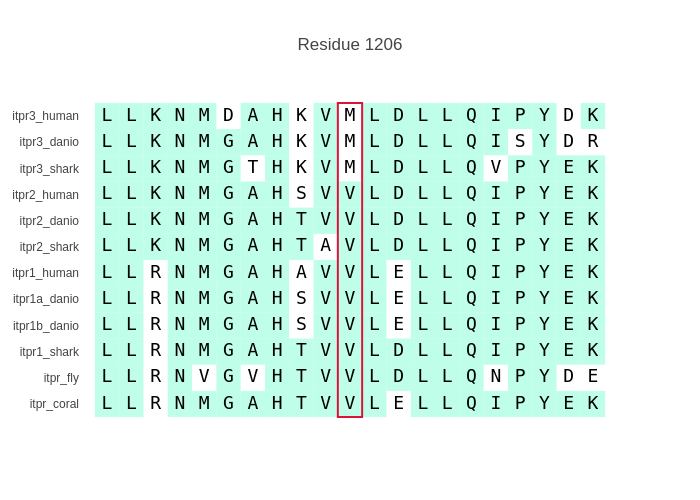 Residue 1206
itpr3_human L L K N M D A H K V M L D L L Q I P Y D K
itpr3_danio L L K N M G A H K V M L D L L Q I S Y D R
itpr3_shark L L K N M G T H K V M L D L L Q V P Y E K
itpr2_human L L K N M G A H S V V L D L L Q I P Y E K
itpr2_danio L L K N M G A H T V V L D L L Q I P Y E K
itpr2_shark L L K N M G A H T A V L D L L Q I P Y E K
itpr1_human L L R N M G A H A V V L E L L Q I P Y E K
itpr1a_danio L L R N M G A H S V V L E L L Q I P Y E K
itpr1b_danio L L R N M G A H S V V L E L L Q I P Y E K
itpr1_shark L L R N M G A H T V V L D L L Q I P Y E K
itpr_fly L L R N V G V H T V V L D L L Q N P Y D E
itpr_coral L L R N M G A H T V V L E L L Q I P Y E K